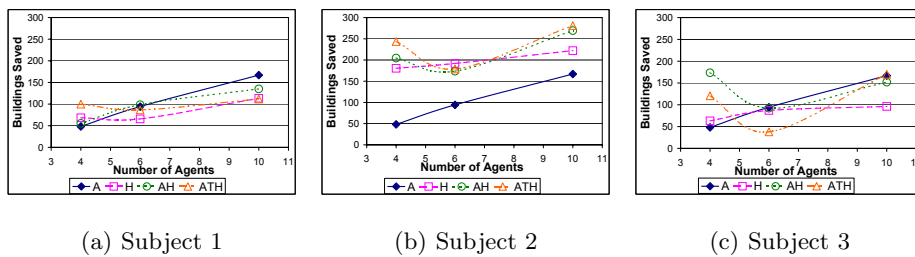 Buildings Saved
300
250
200
150
100
50
0
3 4 5 6 7 8 9 10 11
Number of Agents
A H AH ATH
(a) Subject 1
Buildings Saved
300
250
200
150
100
50
0
3 4 5 6 7 8 9 10 11
Number of Agents
A H AH ATH
(b) Subject 2
Buildings Saved
300
250
200
150
100
50
0
3 4 5 6 7 8 9 10 11
Number of Agents
A H AH ATH
(c) Subject 3